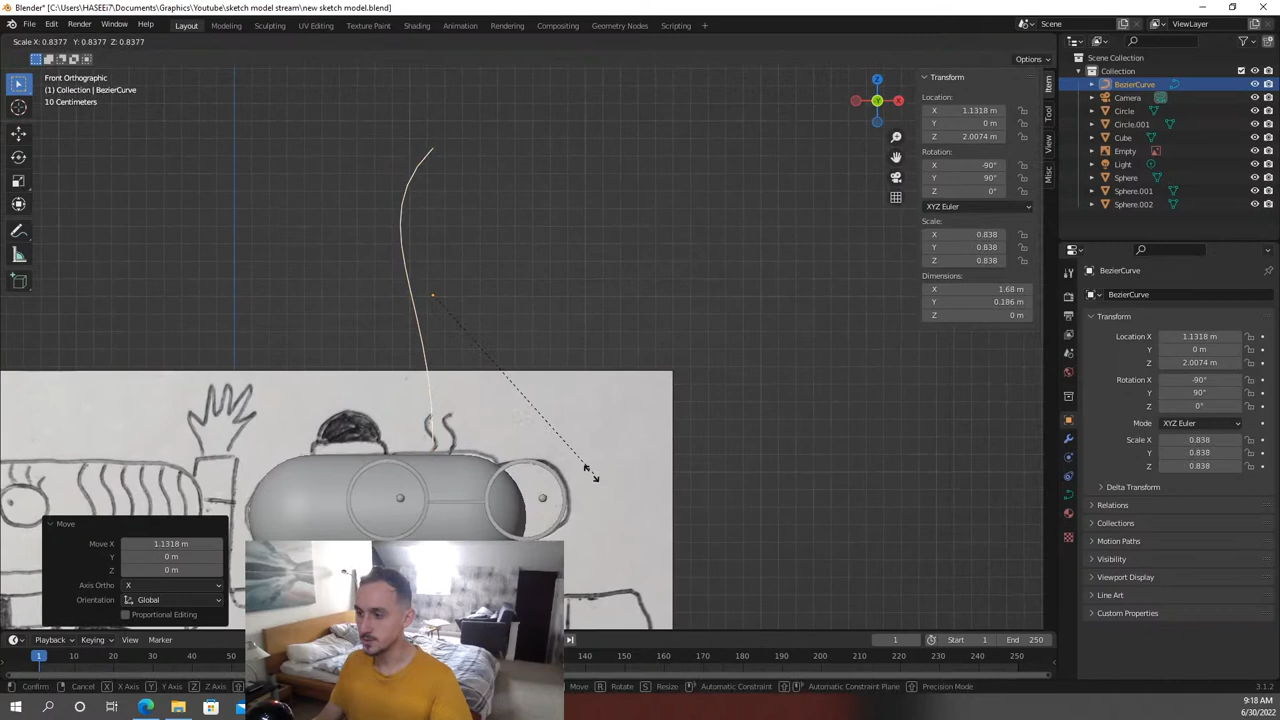 Blender* [C:\Users\HASEEi7\Documents\Graphics\Youtube\sketch model stream\new sketch model.blend]
File Edit Render Window Help Layout Modeling Sculpting UV Editing Texture Paint Shading Animation Rendering Compositing Geometry Nodes Scripting + Scene ViewLayer
Scale X: 0.8377 Y: 0.8377 Z: 0.8377
Options
Front Orthographic
(1) Collection | BezierCurve
10 Centimeters
Z
Y
X
Item
Tool
View
Misc
Transform
Location:
X 1.1318 m
Y 0 m
Z 2.0074 m
Rotation:
X -90°
Y 90°
Z 0°
XYZ Euler
Scale:
X 0.838
Y 0.838
Z 0.838
Dimensions:
X 1.68 m
Y 0.186 m
Z 0 m
Scene Collection
Collection
BezierCurve
Camera
Circle
Circle.001
Cube
Empty
Light
Sphere
Sphere.001
Sphere.002
BezierCurve
BezierCurve
Transform
Location X 1.1318 m
Y 0 m
Z 2.0074 m
Rotation X -90°
Y 90°
Z 0°
Mode XYZ Euler
Scale X 0.838
Y 0.838
Z 0.838
Delta Transform
Relations
Collections
Motion Paths
Visibility
Viewport Display
Line Art
Custom Properties
Move
Move X 1.1318 m
Y 0 m
Z 0 m
Axis Ortho X
Orientation Global
Proportional Editing
Playback Keying View Marker 1 Start 1 End 250
1 10 20 30 40 50 140 150 160 170 180 190 200 210 220 230 240 250
Confirm Cancel X X Axis Y Y Axis Z Z Axis Move R Rotate S Resize Automatic Constraint Automatic Constraint Plane Precision Mode 3.1.2
9:18 AM
6/30/2022